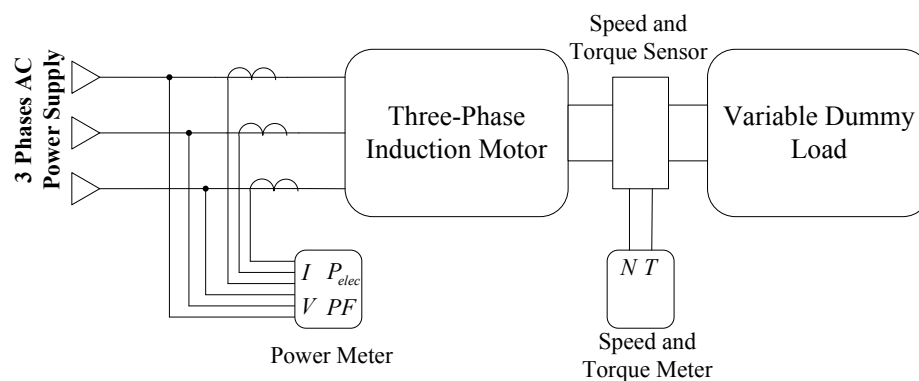 3 Phases AC
Power Supply
Three-Phase
Induction Motor
Speed and
Torque Sensor
Variable Dummy
Load
I P_elec
V PF
Power Meter
N T
Speed and
Torque Meter